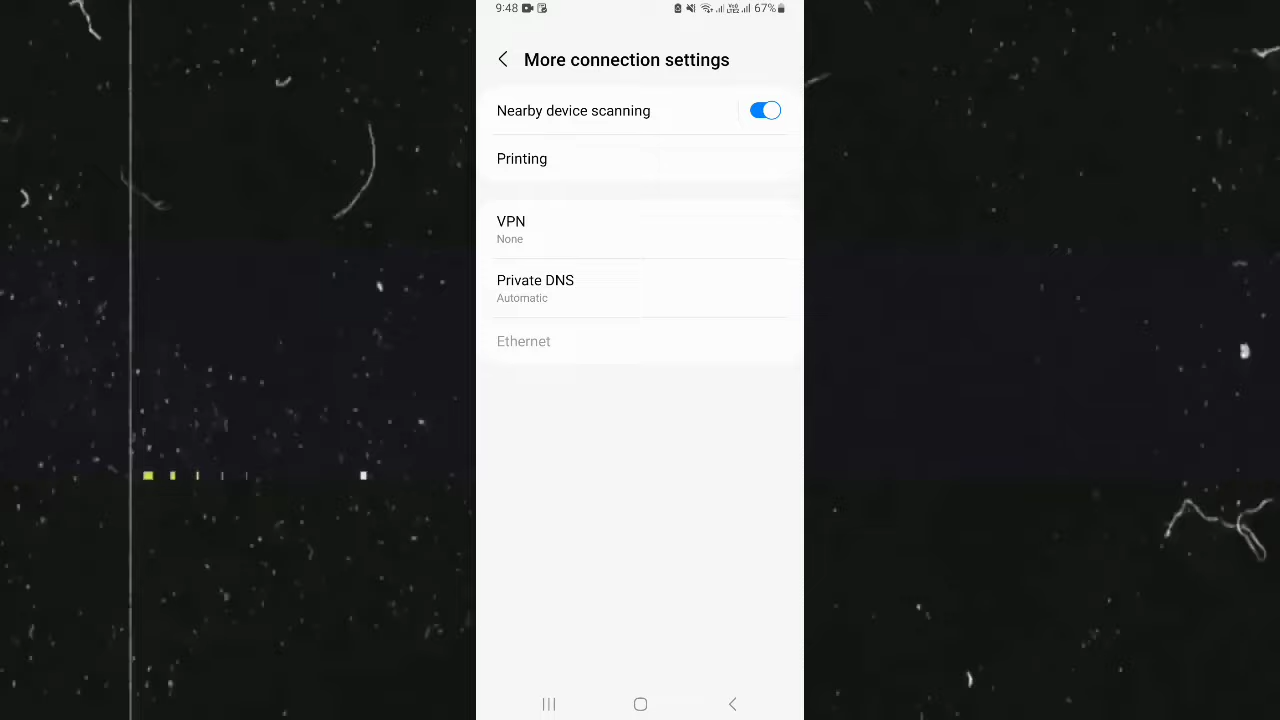 9:48 67%
More connection settings
Nearby device scanning
Printing
VPN
None
Private DNS
Automatic
Ethernet